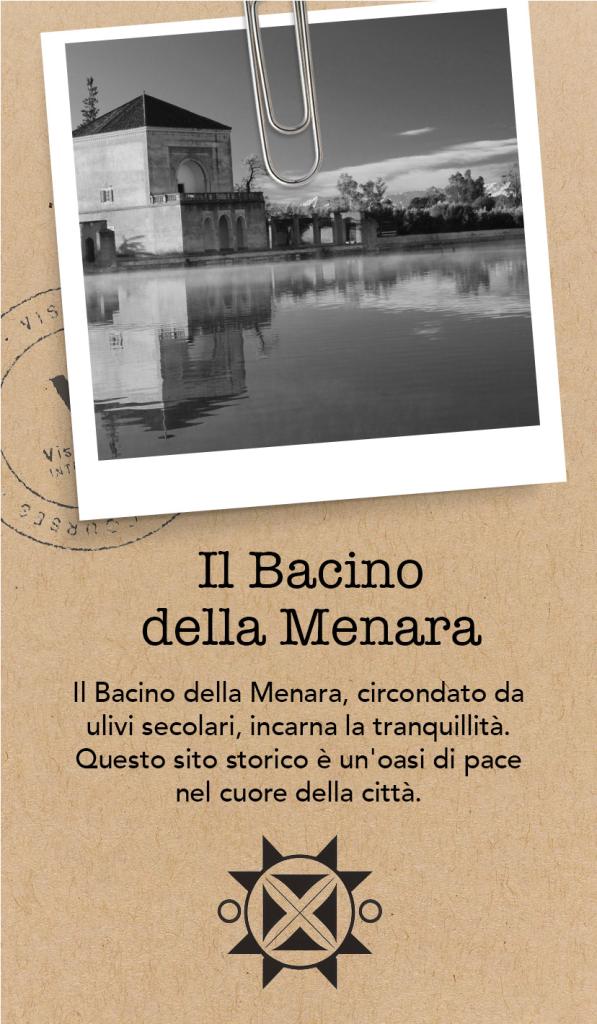 Il Bacino
della Menara
Il Bacino della Menara, circondato da
ulivi secolari, incarna la tranquillità.
Questo sito storico è un'oasi di pace
nel cuore della città.